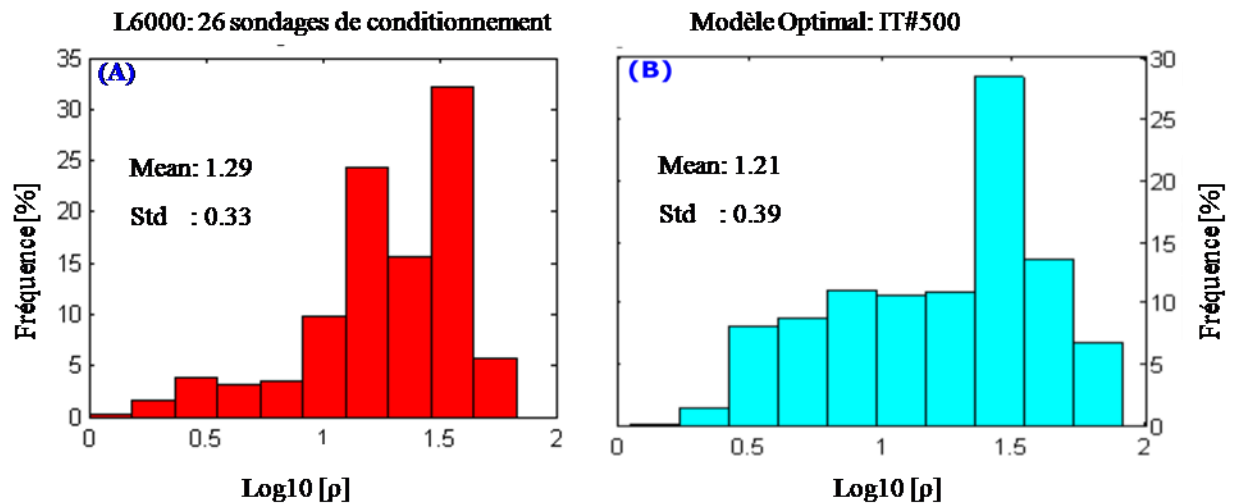 L6000: 26 sondages de conditionnement
Modèle Optimal: IT#500
(A)
Mean: 1.29
Std : 0.33
Fréquence [%]
35
30
25
20
15
10
5
0
0 0.5 1 1.5 2
Log10 [ρ]
(B)
Mean: 1.21
Std : 0.39
30
25
20
15
10
5
0
Fréquence [%]
0 0.5 1 1.5 2
Log10 [ρ]